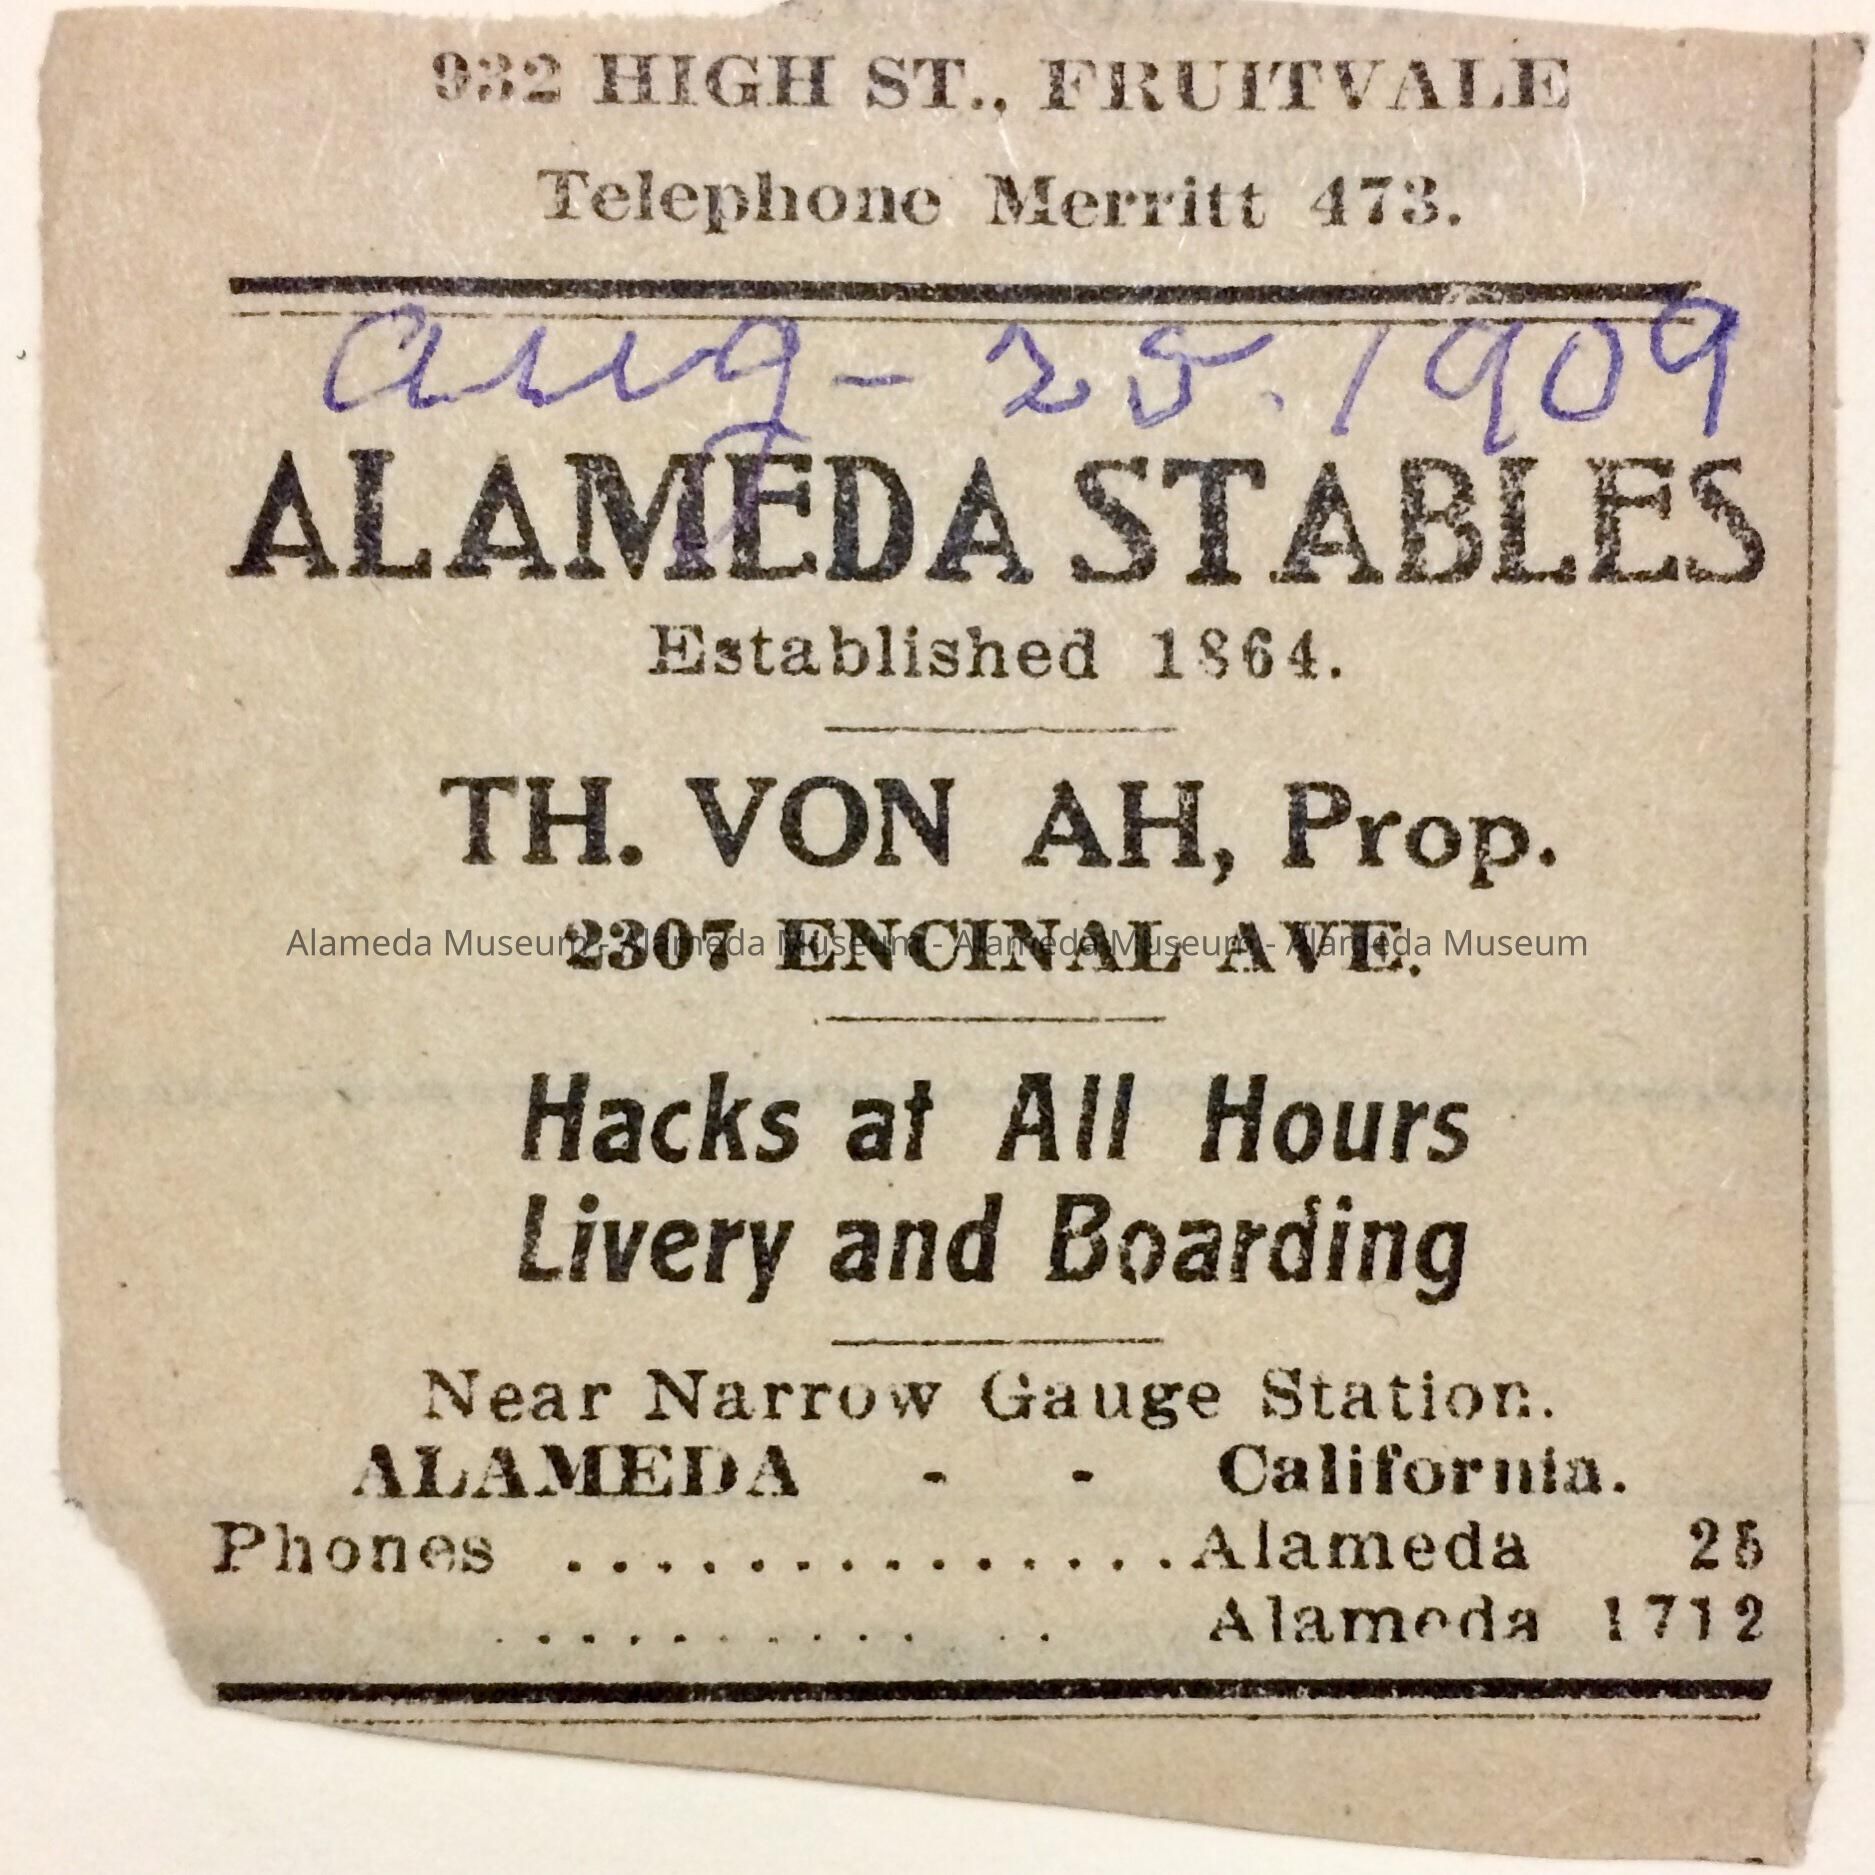 932 HIGH ST., FRUITVALE
Telephone Merritt 473.
Aug - 25. 1909
ALAMEDA STABLES
Established 1864.
TH. VON AH, Prop.
2307 ENCINAL AVE.
Alameda Museum - Alameda Museum - Alameda Museum - Alameda Museum
Hacks at All Hours
Livery and Boarding
Near Narrow Gauge Station.
ALAMEDA - - California.
Phones ...............Alameda 25
............. Alameda 1712